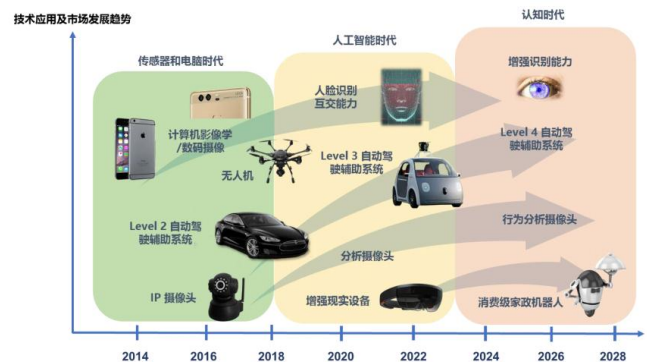 技术应用及市场发展趋势
认知时代
人工智能时代
传感器和电脑时代
增强识别能力
人脸识别
互交能力
计算机影像学
/数码摄像
Level 4 自动驾
驶辅助系统
Level 3 自动驾
驶辅助系统
无人机
行为分析摄像头
Level 2 自动驾
驶辅助系统
分析摄像头
IP 摄像头
增强现实设备
消费级家政机器人
2014
2016
2018
2020
2022
2024
2026
2028